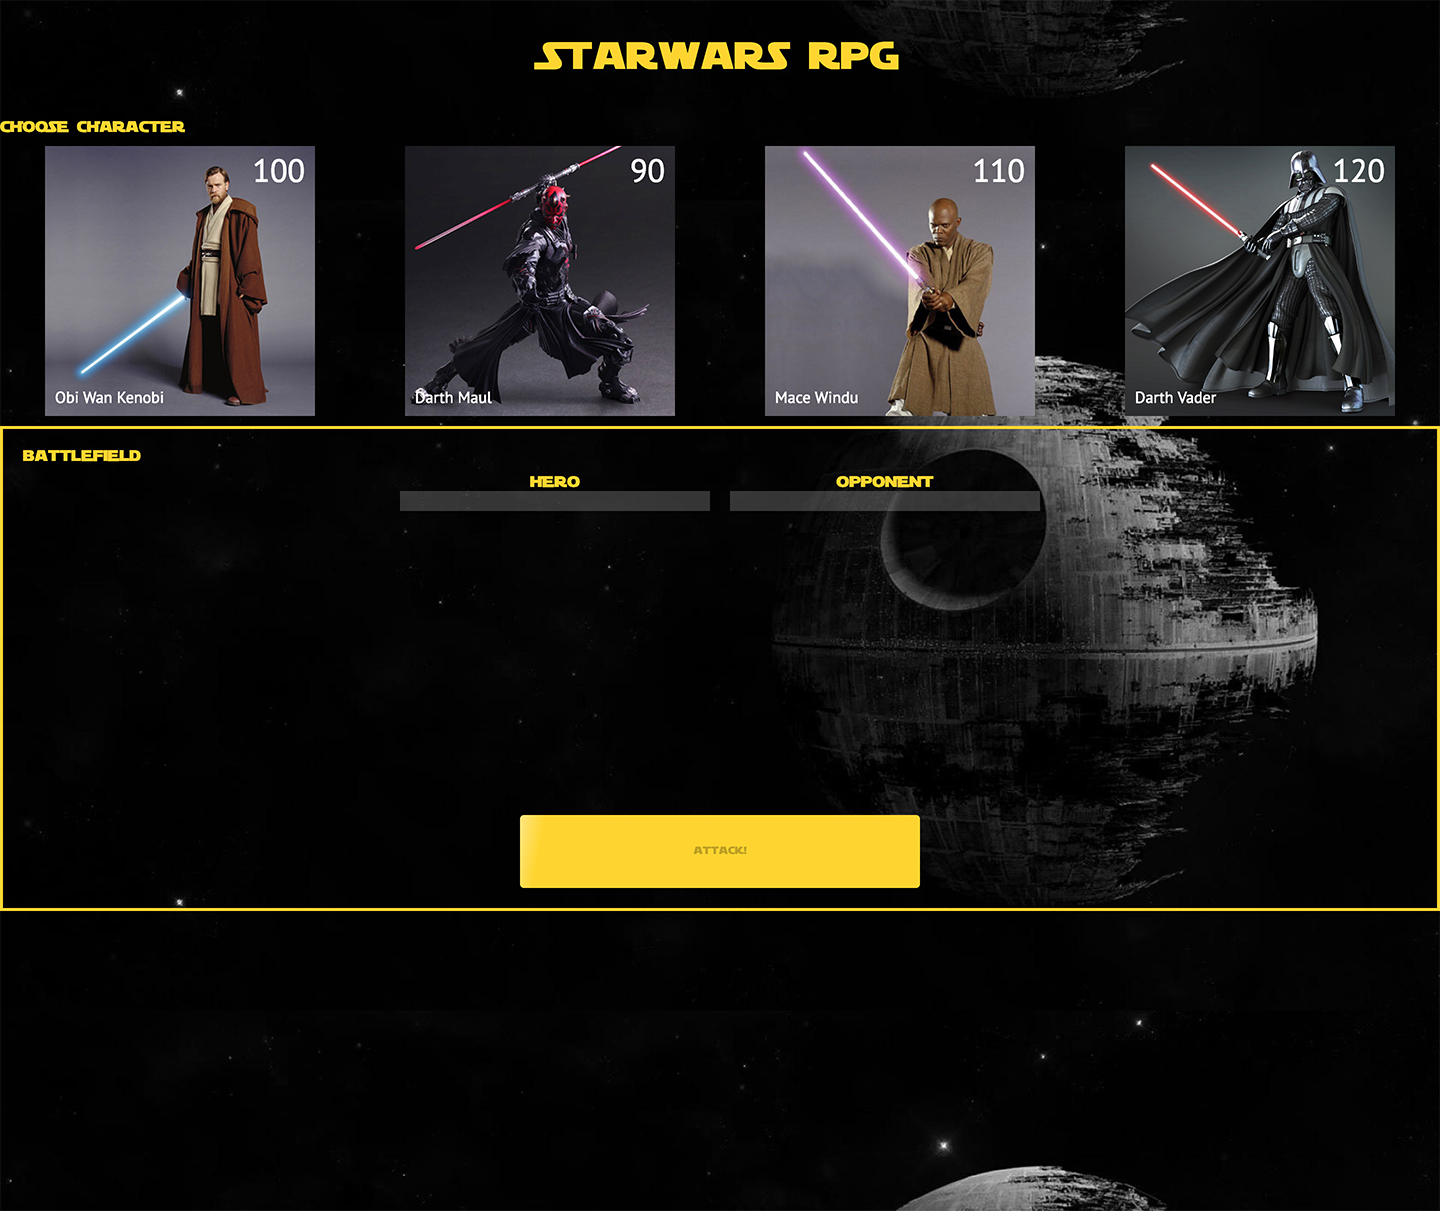 STARWARS RPG
CHOOSE CHARACTER
100
90
110
120
Obi Wan Kenobi
Darth Maul
Mace Windu
Darth Vader
BATTLEFIELD
HERO
OPPONENT
ATTACK!